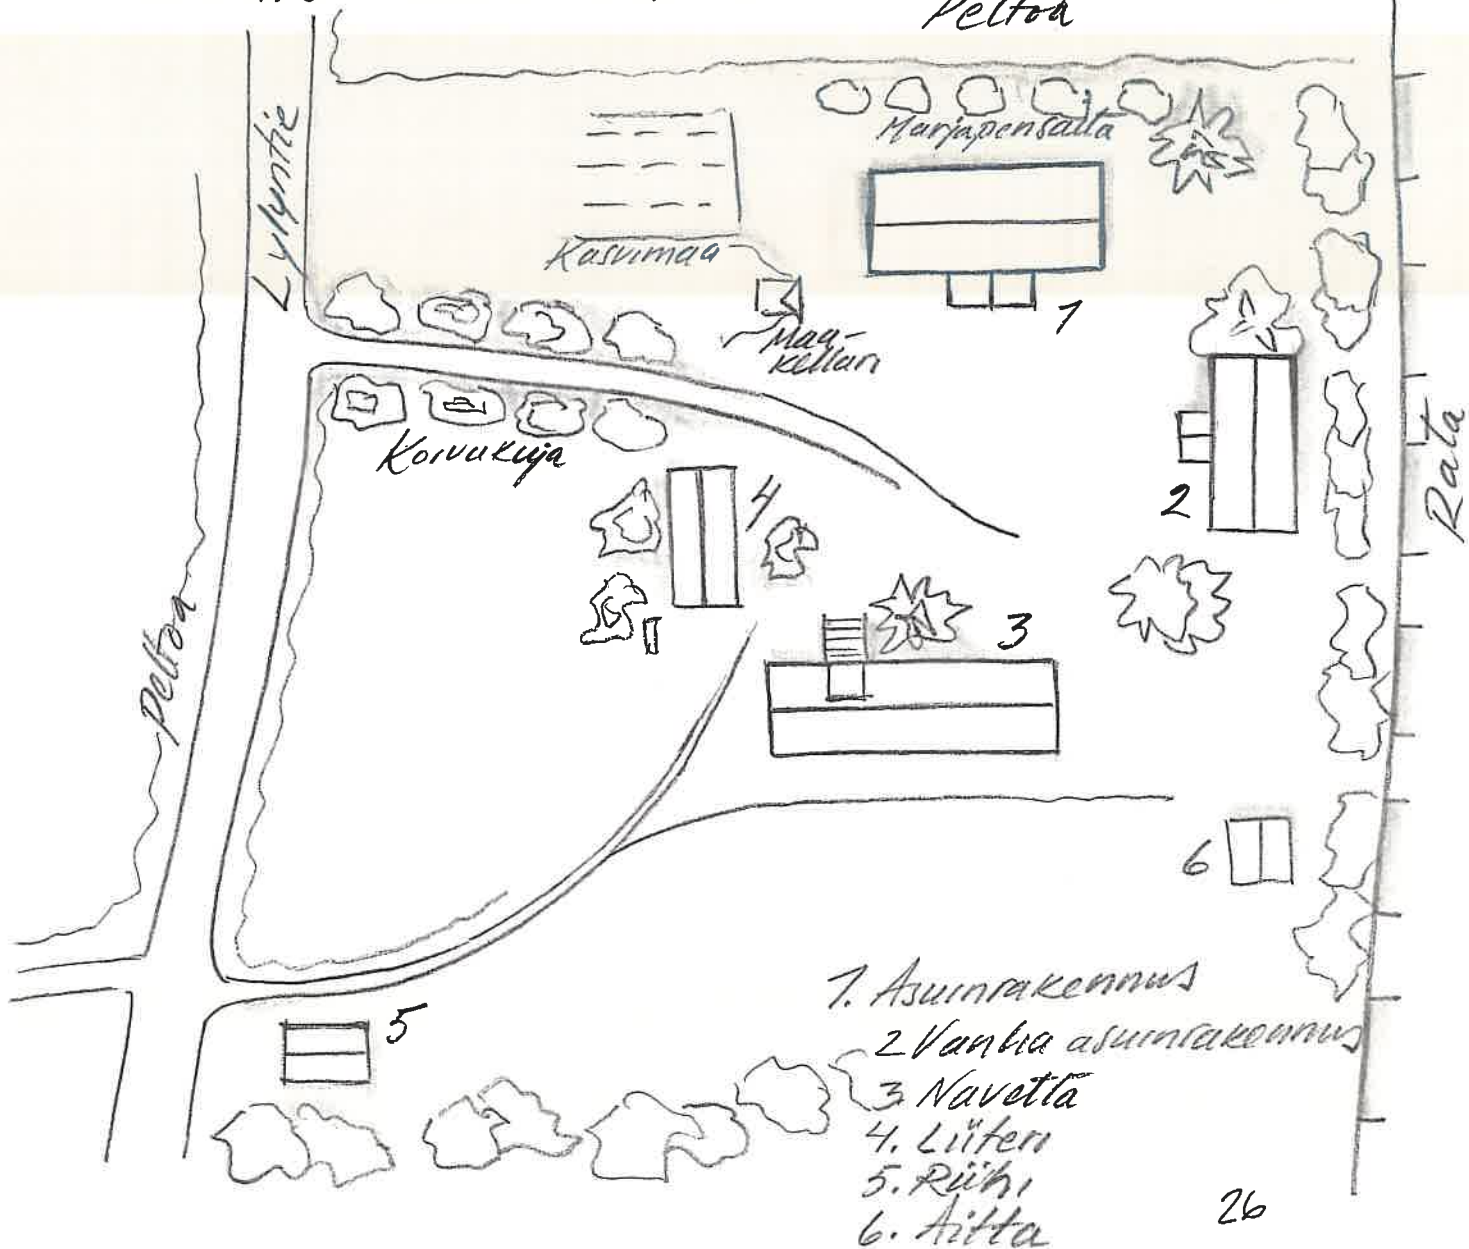 Peltoa
Lylyntie
Marjapensaita
Kasvimaa
1
Maa-
kellari
Koivukuja
4
2
Rata
3
Peltoa
6
5
1. Asuinrakennus
2 Vanha asuinrakennus
3 Navetta
4. Liiteri
5. Riihi
6. Aitta
26